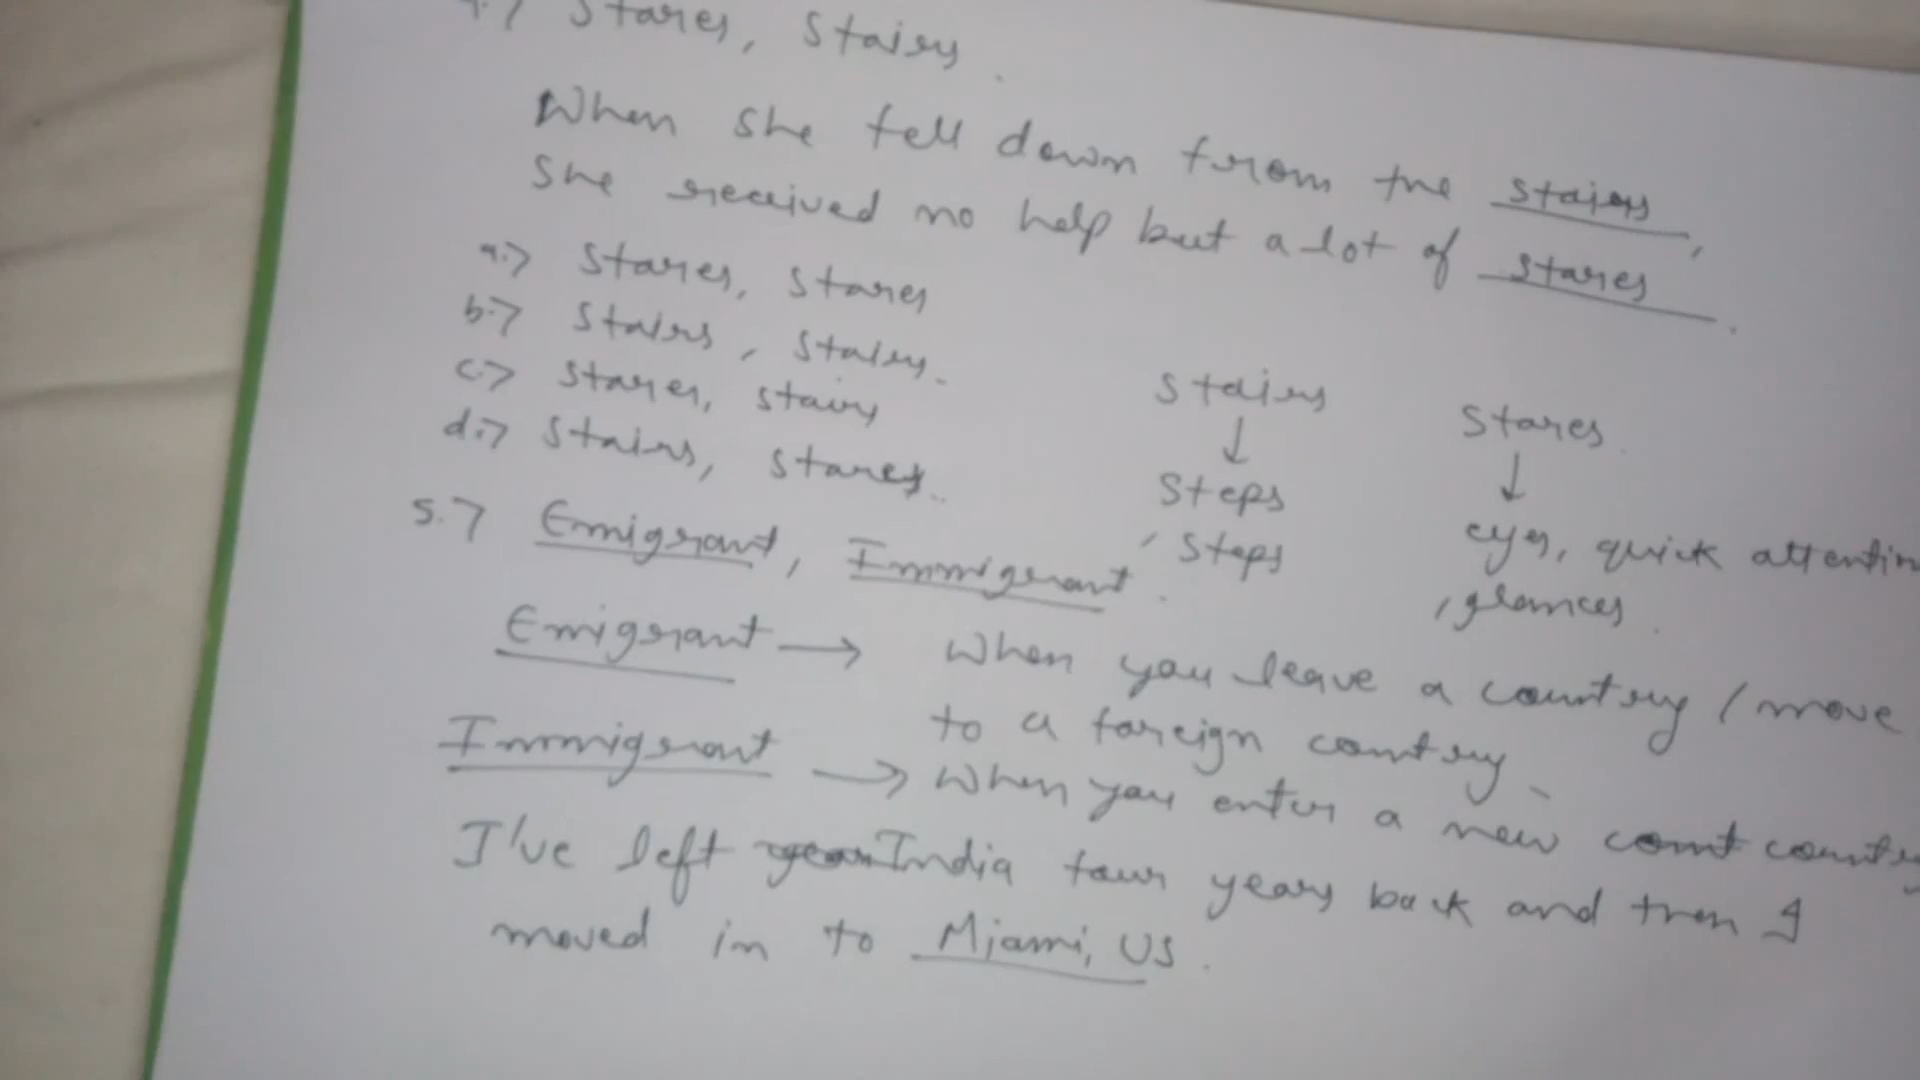 4.) Stares, Stairs.
When she fell down from the stairs,
She received no help but a lot of stares.
a.) Stares, Stares
b.) Stairs, Stairs.
c.) Stares, stairs
d.) Stairs, Stares.
Stairs
↓
Steps
, Steps
Stares.
↓
eyes, quick attention
, glances.
5.) Emigrant, Immigrant.
Emigrant → When you leave a country / move
to a foreign country.
Immigrant → When you enter a new count country
I've left year India four years back and then I
moved in to Miami, US.